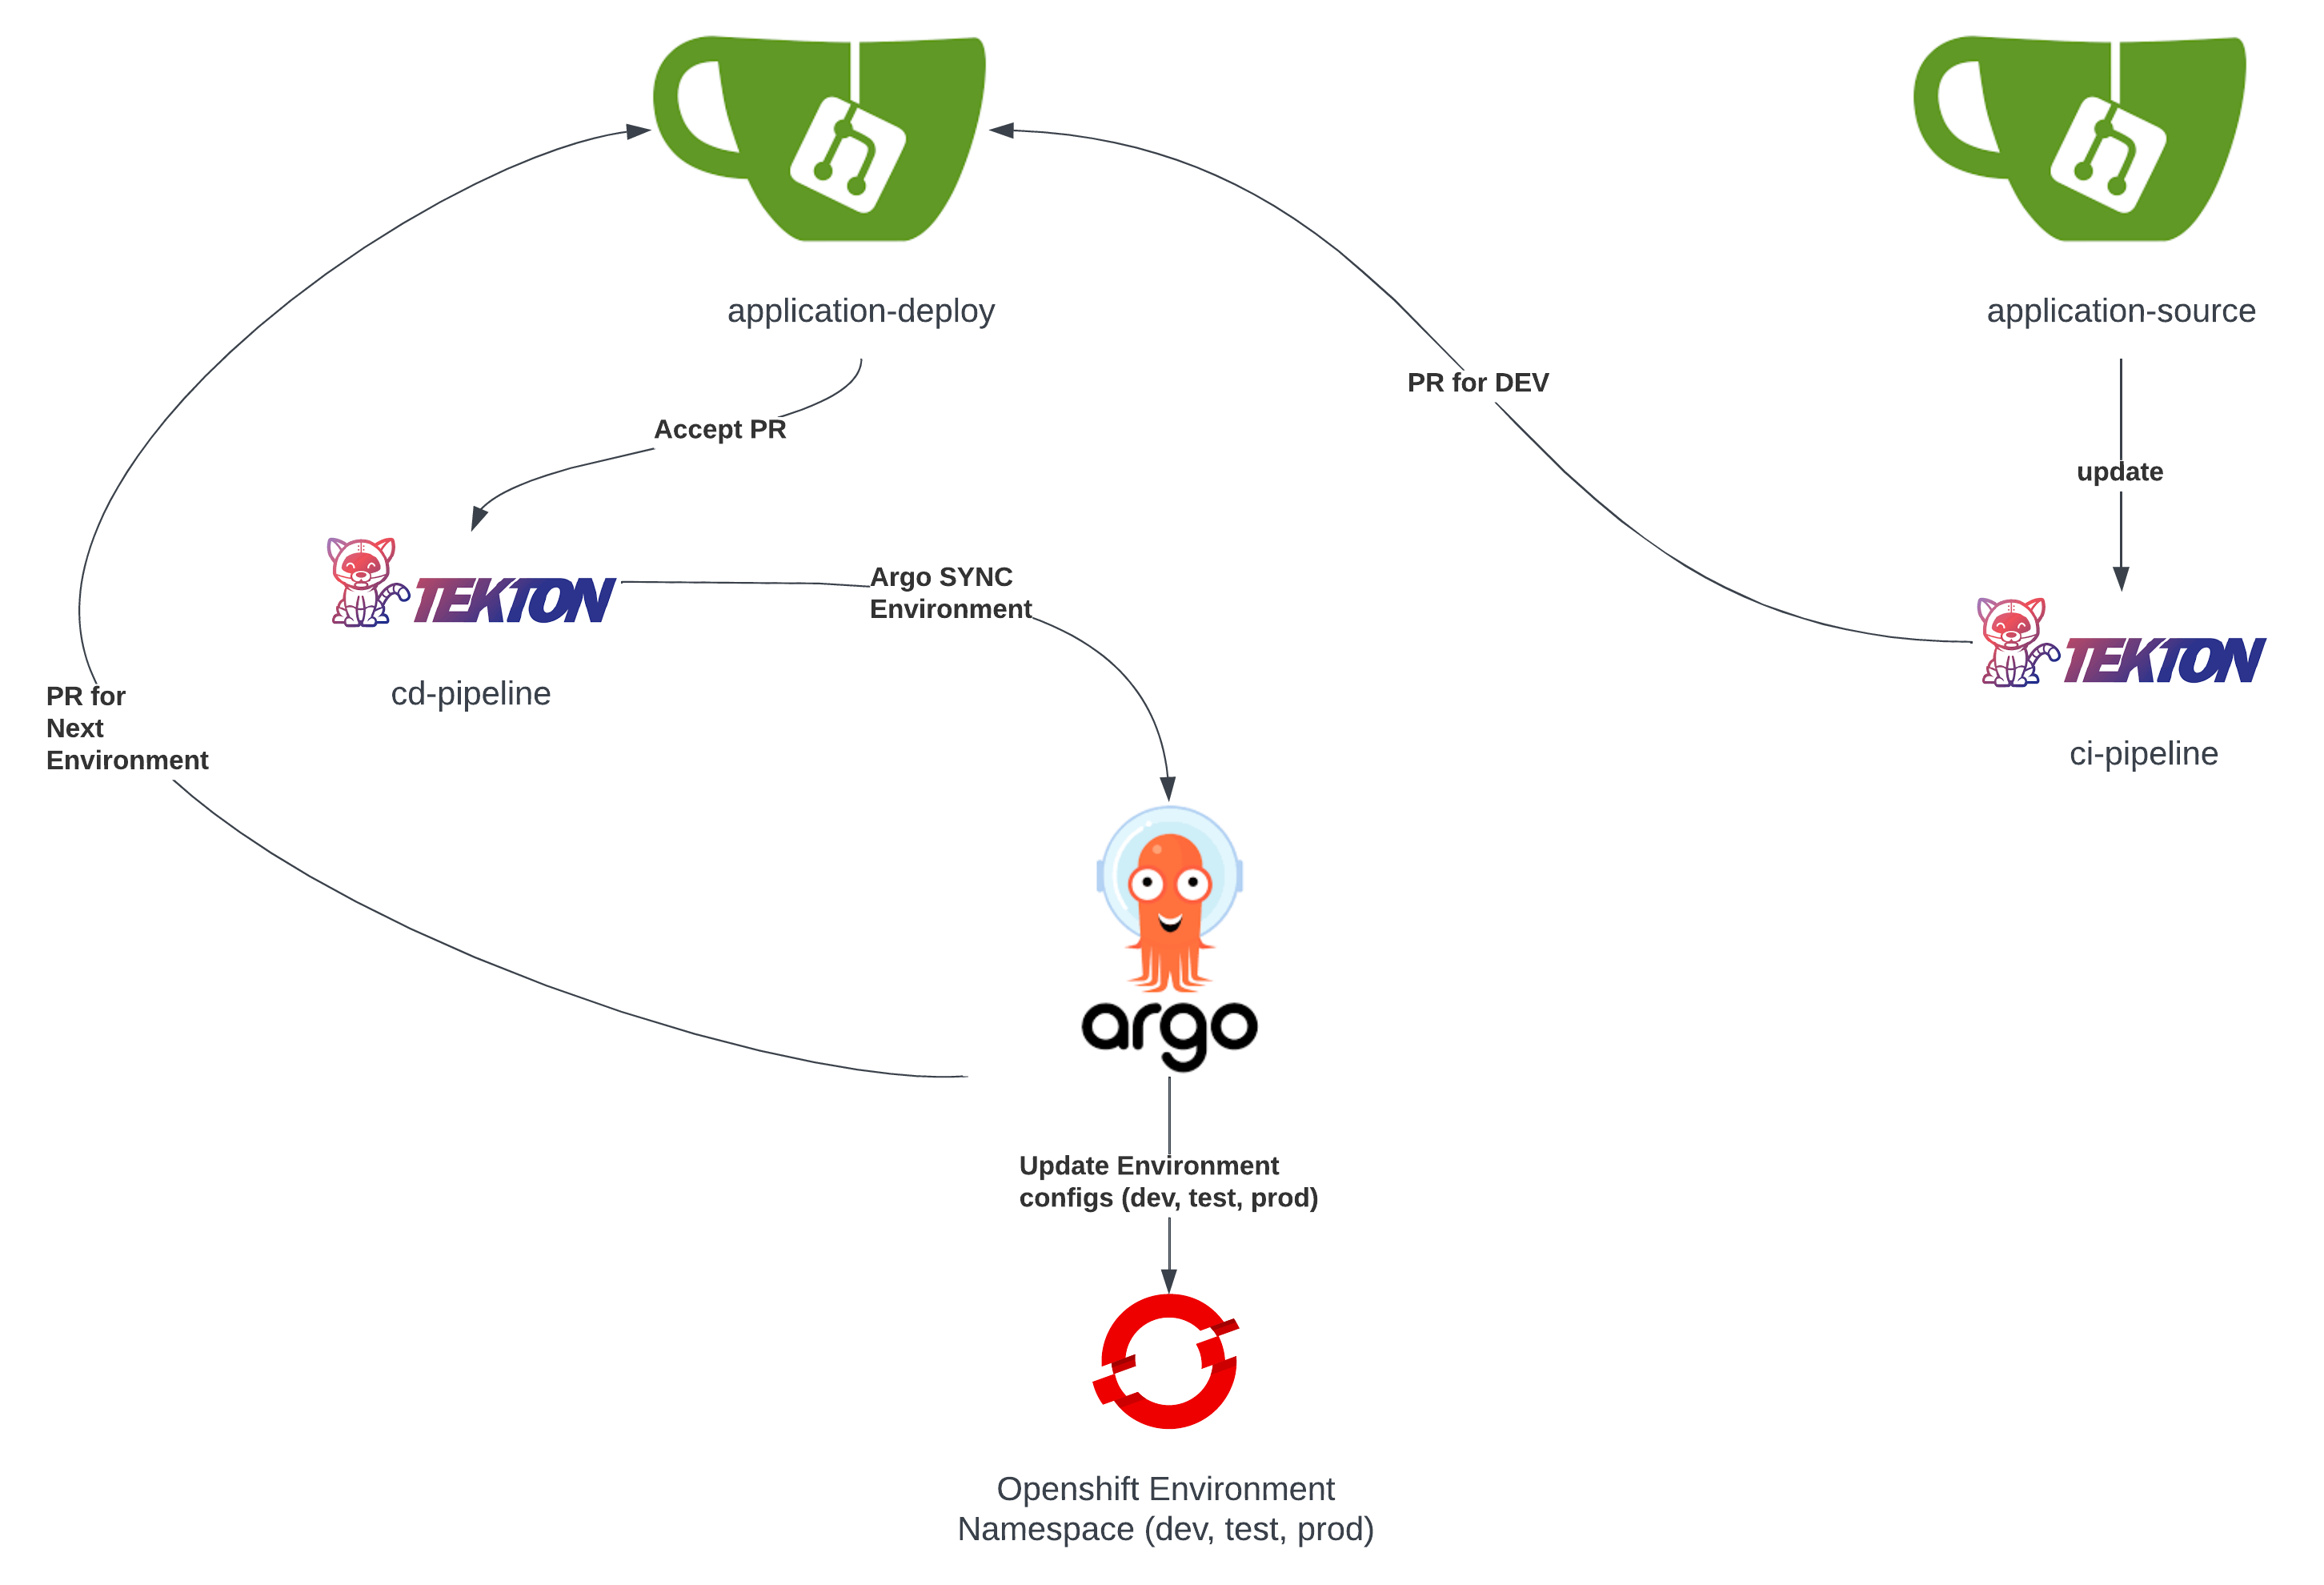 application-deploy
application-source
PR for DEV
Accept PR
update
Argo SYNC
Environment
TEKTON
cd-pipeline
TEKTON
ci-pipeline
PR for
Next
Environment
argo
Update Environment
configs (dev, test, prod)
Openshift Environment
Namespace (dev, test, prod)